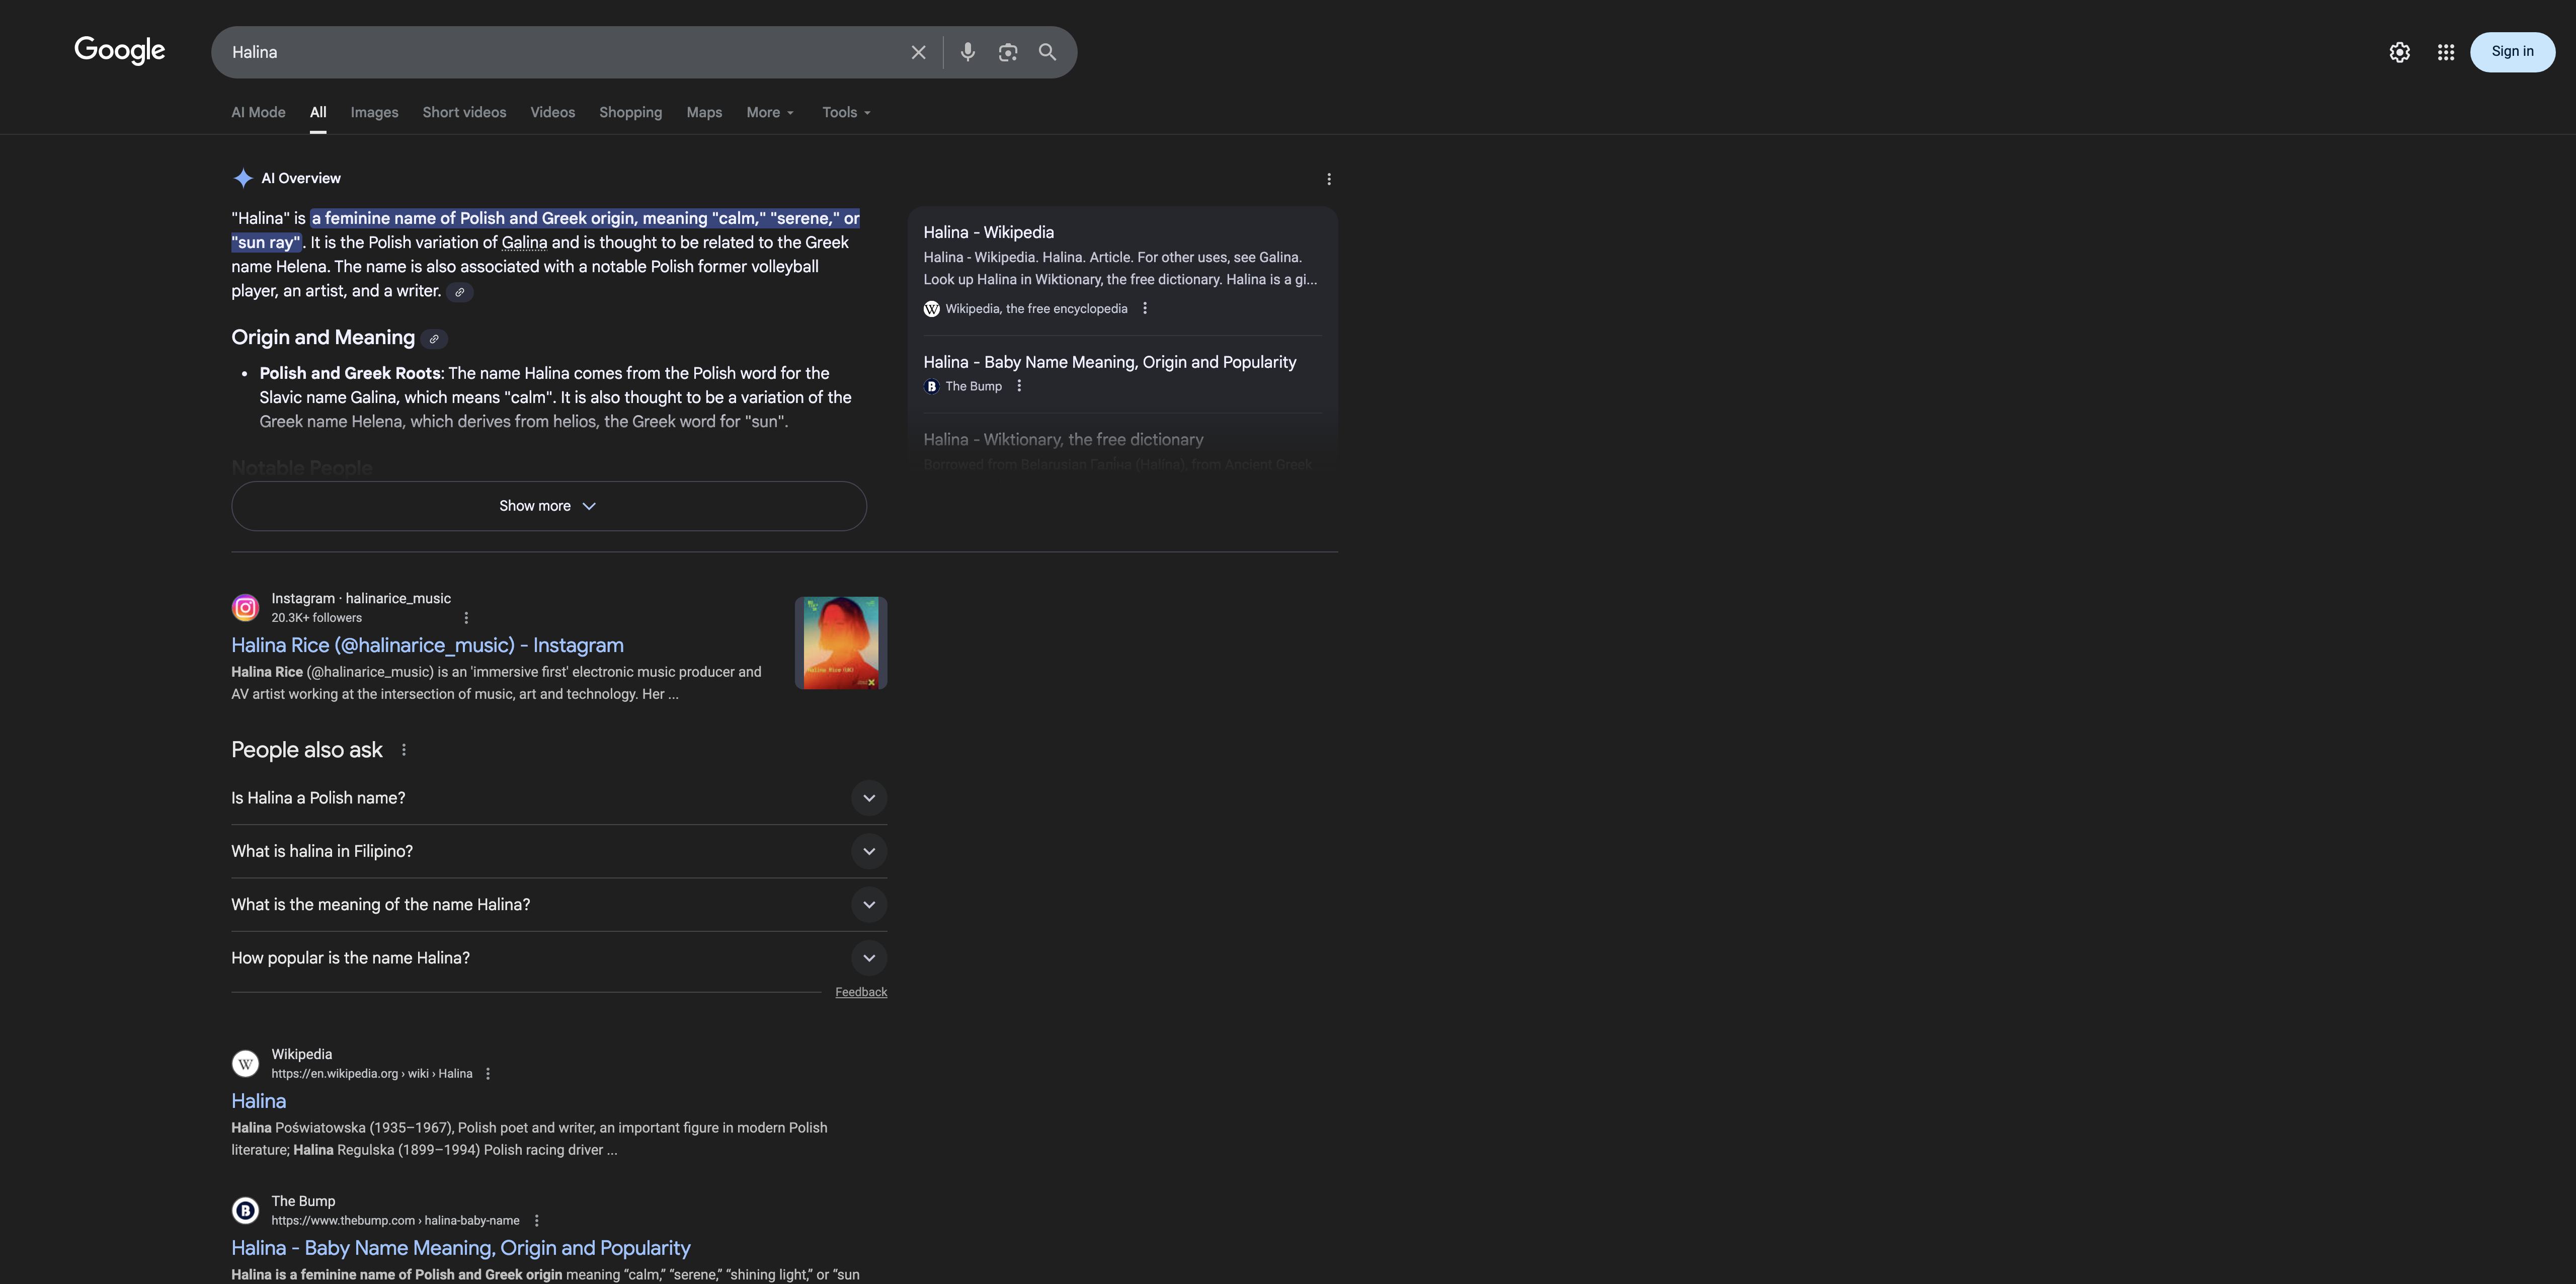 Google
Halina
Sign in
AI Mode
All
Images
Short videos
Videos
Shopping
Maps
More
Tools
AI Overview
"Halina" is a feminine name of Polish and Greek origin, meaning "calm," "serene," or
"sun ray". It is the Polish variation of Galina and is thought to be related to the Greek
name Helena. The name is also associated with a notable Polish former volleyball
player, an artist, and a writer.
Origin and Meaning
• Polish and Greek Roots: The name Halina comes from the Polish word for the
Slavic name Galina, which means "calm". It is also thought to be a variation of the
Greek name Helena, which derives from helios, the Greek word for "sun".
Notable People
Show more
Halina - Wikipedia
Halina - Wikipedia. Halina. Article. For other uses, see Galina.
Look up Halina in Wiktionary, the free dictionary. Halina is a gi...
Wikipedia, the free encyclopedia
Halina - Baby Name Meaning, Origin and Popularity
B The Bump
Halina - Wiktionary, the free dictionary
Borrowed from Belarusian Галіна (Halina), from Ancient Greek
Instagram · halinarice_music
20.3K+ followers
Halina Rice (@halinarice_music) - Instagram
Halina Rice (@halinarice_music) is an 'immersive first' electronic music producer and
AV artist working at the intersection of music, art and technology. Her ...
Halina Rice (UK)
People also ask
Is Halina a Polish name?
What is halina in Filipino?
What is the meaning of the name Halina?
How popular is the name Halina?
Feedback
W
Wikipedia
https://en.wikipedia.org › wiki › Halina
Halina
Halina Poświatowska (1935–1967), Polish poet and writer, an important figure in modern Polish
literature; Halina Regulska (1899–1994) Polish racing driver ...
B
The Bump
https://www.thebump.com › halina-baby-name
Halina - Baby Name Meaning, Origin and Popularity
Halina is a feminine name of Polish and Greek origin meaning “calm,” “serene,” “shining light,” or “sun